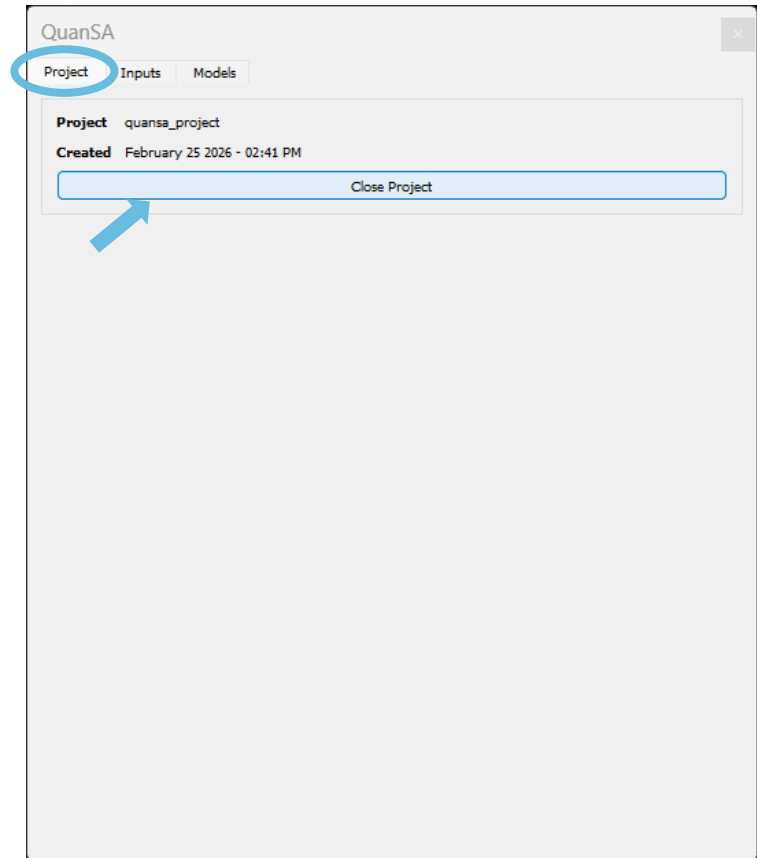 QuanSA
Project Inputs Models
Project quansa_project
Created February 25 2026 - 02:41 PM
Close Project